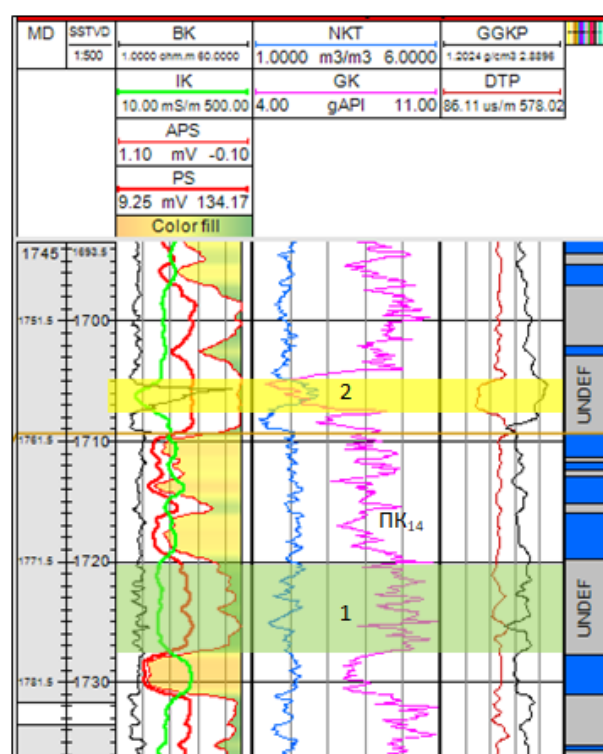 MD SSTVD BK NKT GGKP
1:500 1.0000 ohm.m 60.0000 1.0000 m3/m3 6.0000 1.2024 g/cm3 2.8896
IK GK DTP
10.00 mS/m 500.00 4.00 gAPI 11.00 86.11 us/m 578.02
APS
1.10 mV -0.10
PS
9.25 mV 134.17
Color fill
1745 1693.5
1751.5 1700
UNDEF
2
1761.5 1710
ПК14
1771.5 1720
UNDEF
1
1781.5 1730